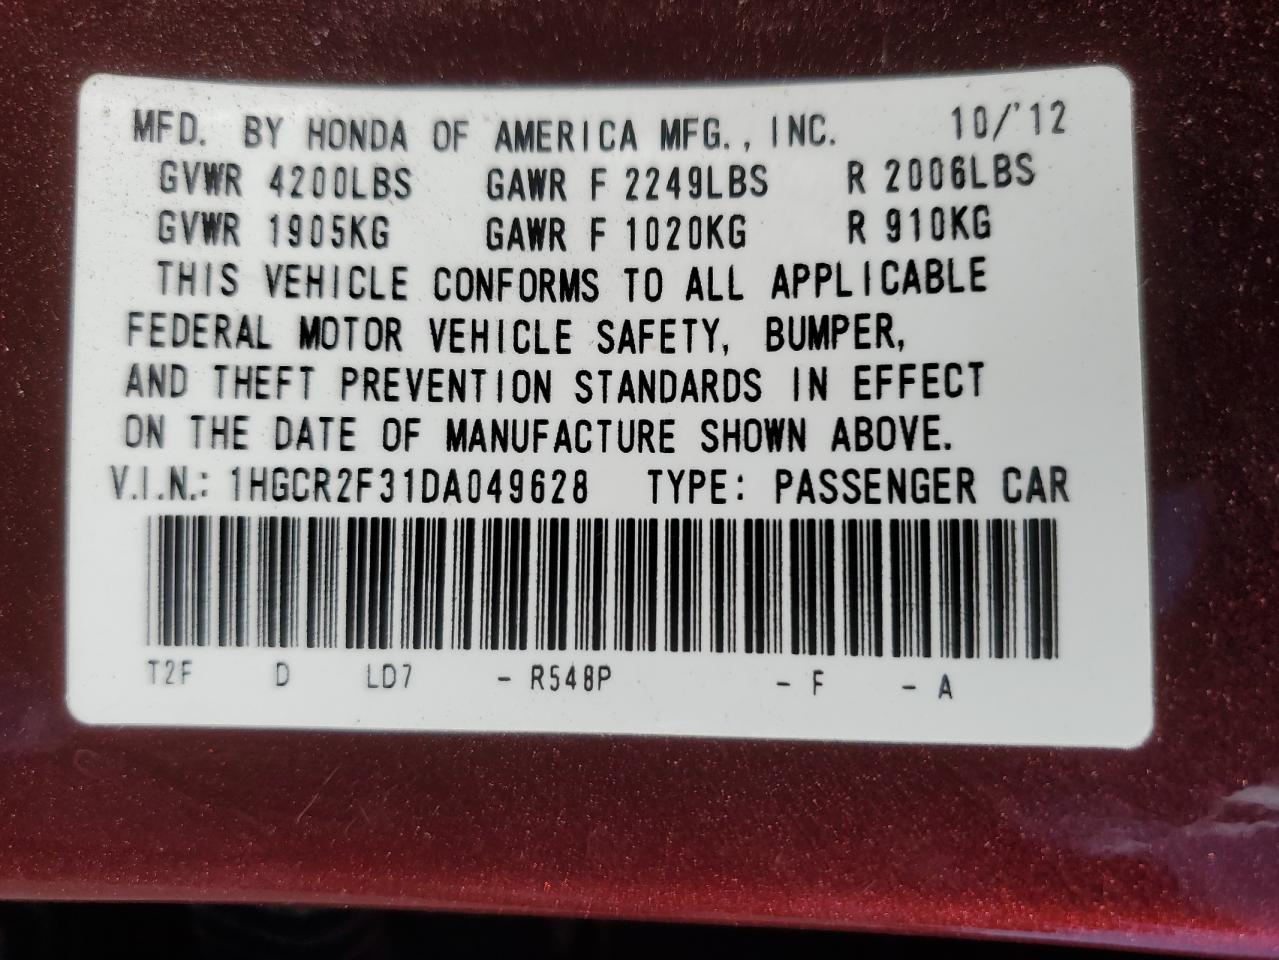 MFD. BY HONDA OF AMERICA MFG., INC. 10/'12
GVWR 4200LBS GAWR F 2249LBS R 2006LBS
GVWR 1905KG GAWR F 1020KG R 910KG
THIS VEHICLE CONFORMS TO ALL APPLICABLE
FEDERAL MOTOR VEHICLE SAFETY, BUMPER,
AND THEFT PREVENTION STANDARDS IN EFFECT
ON THE DATE OF MANUFACTURE SHOWN ABOVE.
V.I.N.: 1HGCR2F31DA049628 TYPE: PASSENGER CAR
T2F D LD7 - R548P - F - A